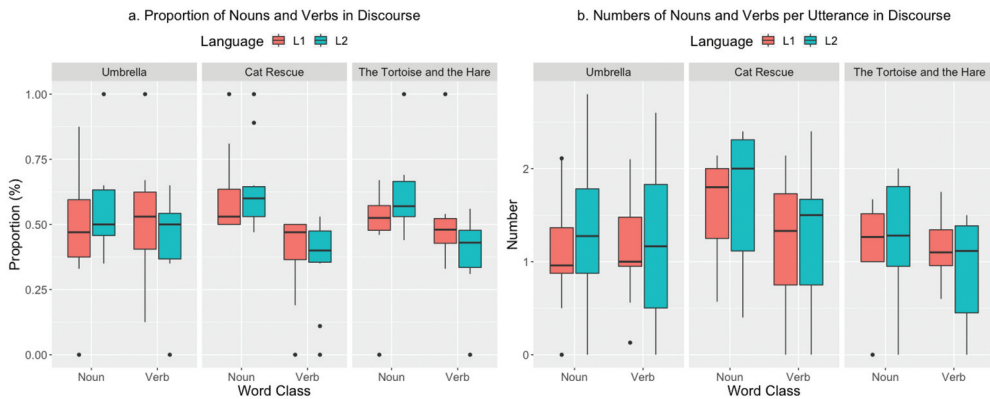 a. Proportion of Nouns and Verbs in Discourse
Language L1 L2
Umbrella Cat Rescue The Tortoise and the Hare
Proportion (%)
1.00
0.75
0.50
0.25
0.00
Noun Verb Noun Verb Noun Verb
Word Class
b. Numbers of Nouns and Verbs per Utterance in Discourse
Language L1 L2
Umbrella Cat Rescue The Tortoise and the Hare
Number
2
1
0
Noun Verb Noun Verb Noun Verb
Word Class